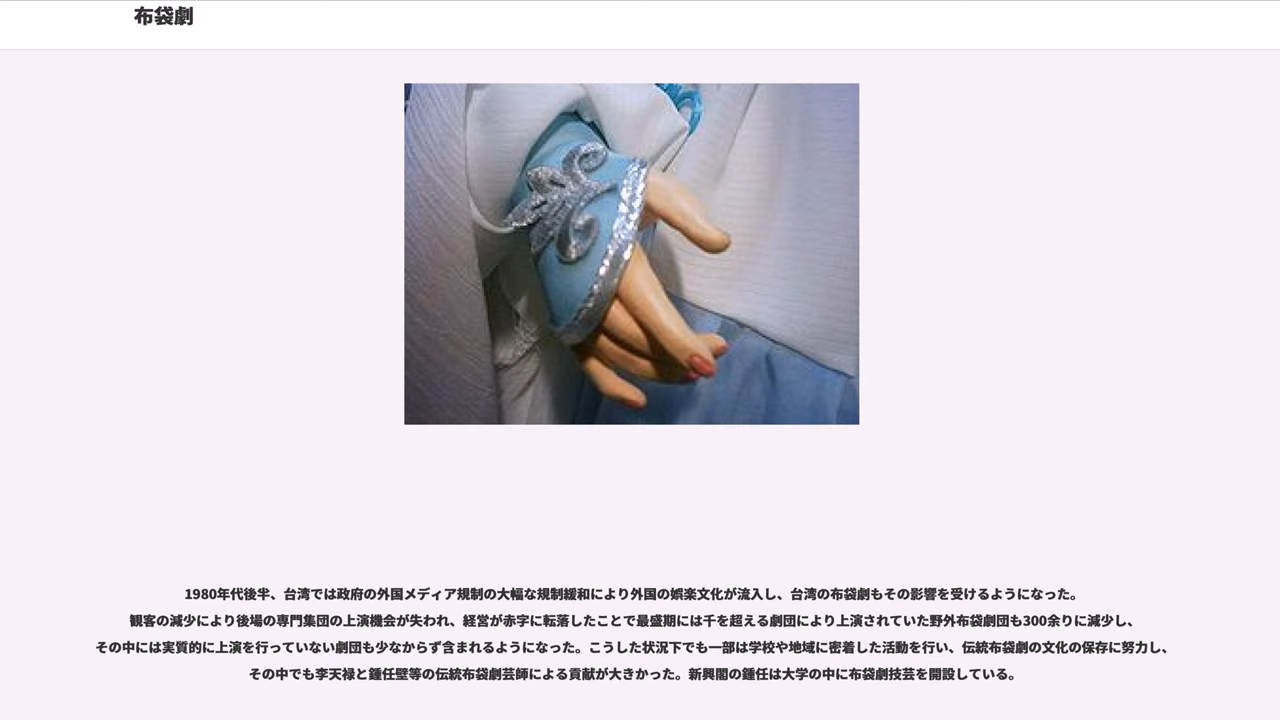 布袋劇
1980年代後半、台湾では政府の外国メディア規制の大幅な規制緩和により外国の娯楽文化が流入し、台湾の布袋劇もその影響を受けるようになった。
観客の減少により後場の専門集団の上演機会が失われ、経営が赤字に転落したことで最盛期には千を超える劇団により上演されていた野外布袋劇団も300余りに減少し、
その中には実質的に上演を行っていない劇団も少なからず含まれるようになった。こうした状況下でも一部は学校や地域に密着した活動を行い、伝統布袋劇の文化の保存に努力し、
その中でも李天禄と鍾任壁等の伝統布袋劇芸師による貢献が大きかった。新興閣の鍾任は大学の中に布袋劇技芸を開設している。